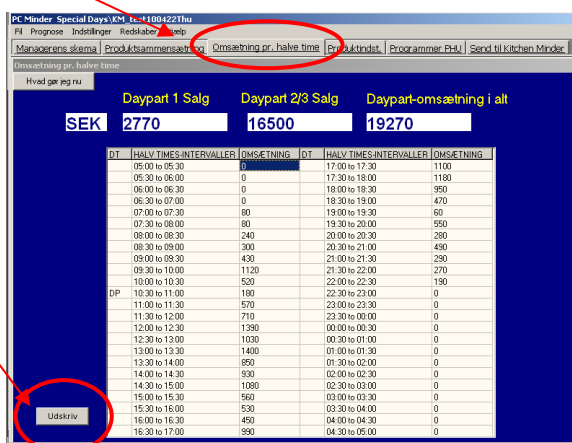 PC Minder Special Days\KM_test100422Thu
Fil Prognose Indstillinger Redskaber Hjælp
Managerens skema Produktsammensætning Omsætning pr. halve time Produktindst. Programmer PHU Send til Kitchen Minder
Omsætning pr. halve time
Hvad gør jeg nu
Daypart 1 Salg Daypart 2/3 Salg Daypart-omsætning i alt
SEK 2770 16500 19270
DT HALV TIMES-INTERVALLER OMSÆTNING DT HALV TIMES-INTERVALLER OMSÆTNING
05:00 to 05:30 0 17:00 to 17:30 1100
05:30 to 06:00 0 17:30 to 18:00 1180
06:00 to 06:30 0 18:00 to 18:30 950
06:30 to 07:00 0 18:30 to 19:00 470
07:00 to 07:30 80 19:00 to 19:30 60
07:30 to 08:00 80 19:30 to 20:00 550
08:00 to 08:30 240 20:00 to 20:30 280
08:30 to 09:00 300 20:30 to 21:00 490
09:00 to 09:30 430 21:00 to 21:30 290
09:30 to 10:00 1120 21:30 to 22:00 270
10:00 to 10:30 520 22:00 to 22:30 190
DP 10:30 to 11:00 180 22:30 to 23:00 0
11:00 to 11:30 570 23:00 to 23:30 0
11:30 to 12:00 710 23:30 to 00:00 0
12:00 to 12:30 1390 00:00 to 00:30 0
12:30 to 13:00 1030 00:30 to 01:00 0
13:00 to 13:30 1400 01:00 to 01:30 0
13:30 to 14:00 850 01:30 to 02:00 0
14:00 to 14:30 930 02:00 to 02:30 0
14:30 to 15:00 1080 02:30 to 03:00 0
15:00 to 15:30 560 03:00 to 03:30 0
15:30 to 16:00 530 03:30 to 04:00 0
16:00 to 16:30 450 04:00 to 04:30 0
16:30 to 17:00 990 04:30 to 05:00 0
Udskriv